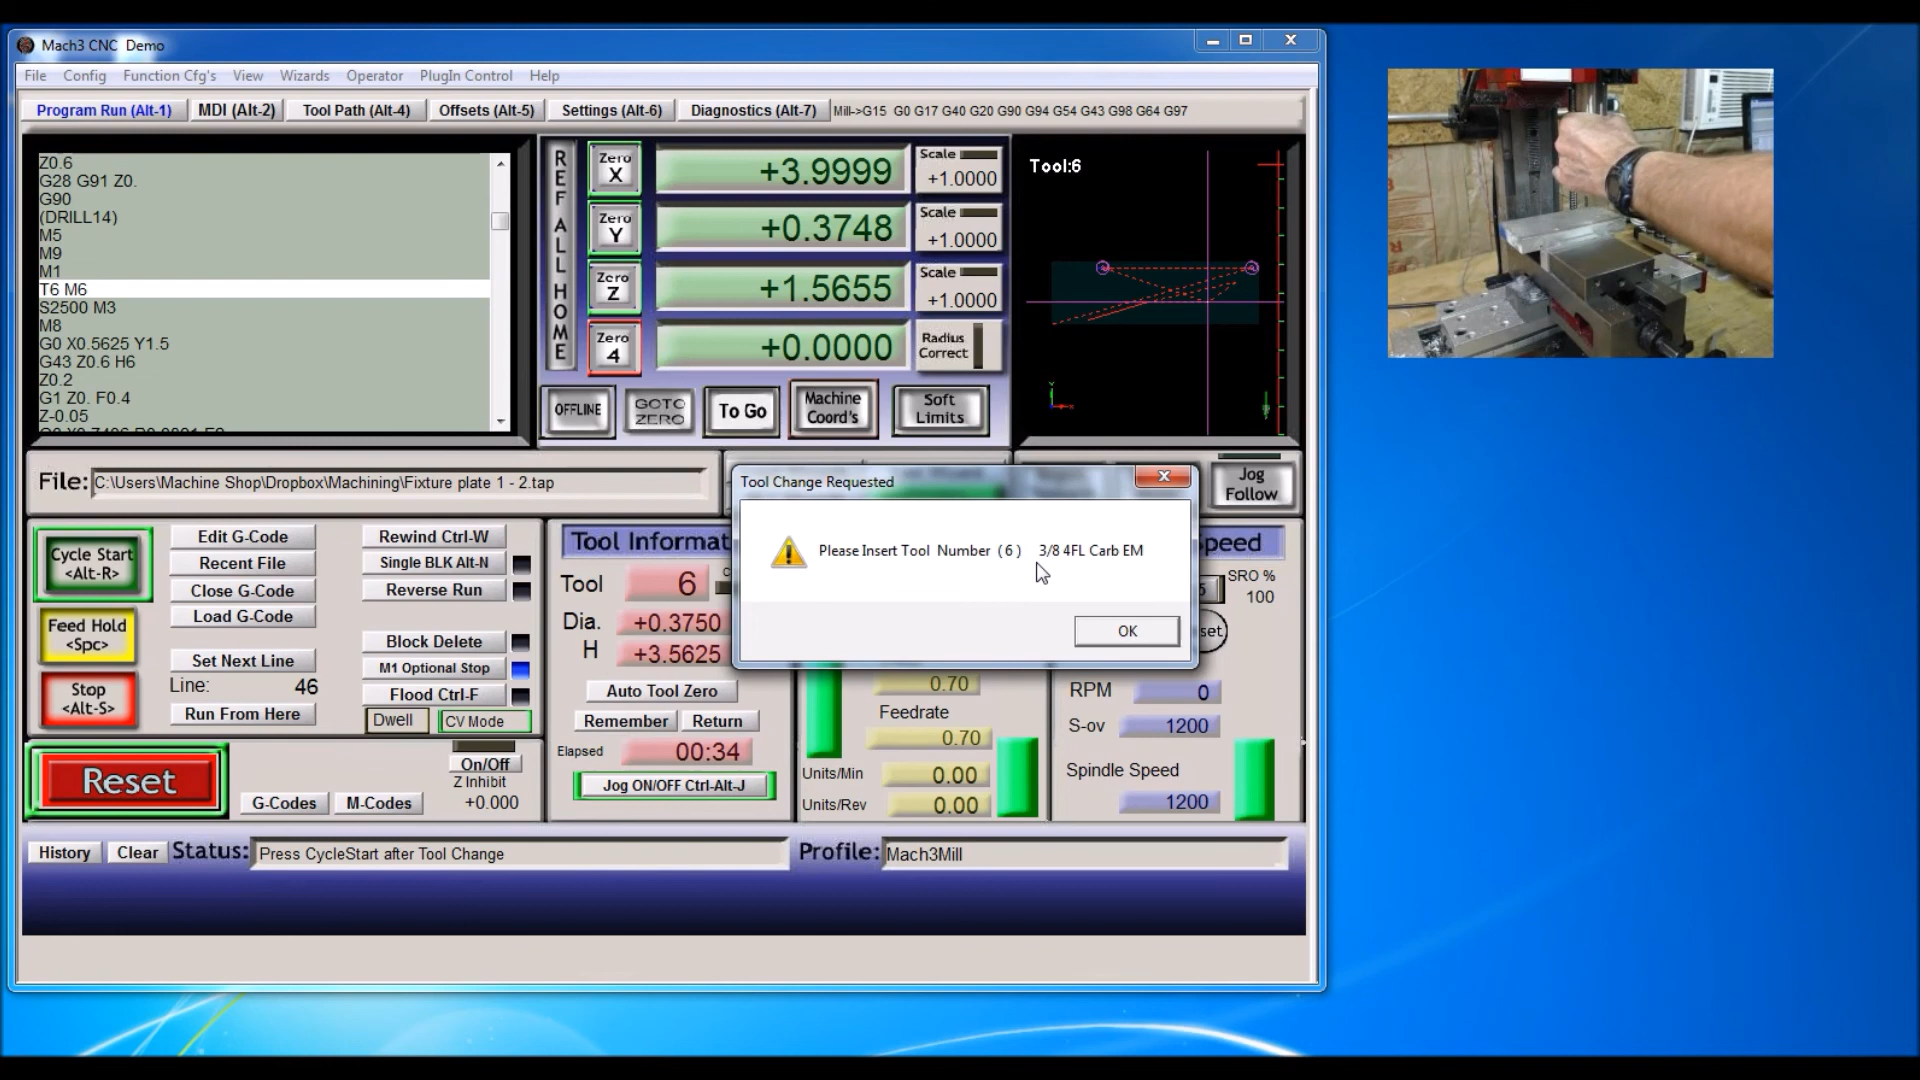 Mach3 CNC Demo
File Config Function Cfg's View Wizards Operator PlugIn Control Help
Program Run (Alt-1) MDI (Alt-2) Tool Path (Alt-4) Offsets (Alt-5) Settings (Alt-6) Diagnostics (Alt-7) Mill->G15 G0 G17 G40 G20 G90 G94 G54 G43 G98 G64 G97
Z0.6
G28 G91 Z0.
G90
(DRILL14)
M5
M9
M1
T6 M6
S2500 M3
M8
G0 X0.5625 Y1.5
G43 Z0.6 H6
Z0.2
G1 Z0. F0.4
Z-0.05
REF ALL HOME
Zero X +3.9999 Scale +1.0000
Zero Y +0.3748 Scale +1.0000
Zero Z +1.5655 Scale +1.0000
Zero 4 +0.0000 Radius Correct
OFFLINE GOTO ZERO To Go Machine Coord's Soft Limits
Tool:6
File: C:\Users\Machine Shop\Dropbox\Machining\Fixture plate 1 - 2.tap
Jog Follow
Tool Change Requested
Please Insert Tool Number ( 6 ) 3/8 4FL Carb EM
OK
Cycle Start <Alt-R>
Feed Hold <Spc>
Stop <Alt-S>
Edit G-Code
Recent File
Close G-Code
Load G-Code
Set Next Line
Line: 46
Run From Here
Rewind Ctrl-W
Single BLK Alt-N
Reverse Run
Block Delete
M1 Optional Stop
Flood Ctrl-F
Dwell CV Mode
Reset
G-Codes M-Codes
On/Off
Z Inhibit
+0.000
Tool Informat
Tool 6
Dia. +0.3750
H +3.5625
Auto Tool Zero
Remember Return
Elapsed 00:34
Jog ON/OFF Ctrl-Alt-J
0.70
Feedrate
0.70
Units/Min 0.00
Units/Rev 0.00
peed
SRO %
100
set
RPM 0
S-ov 1200
Spindle Speed
1200
History Clear Status: Press CycleStart after Tool Change Profile: Mach3Mill